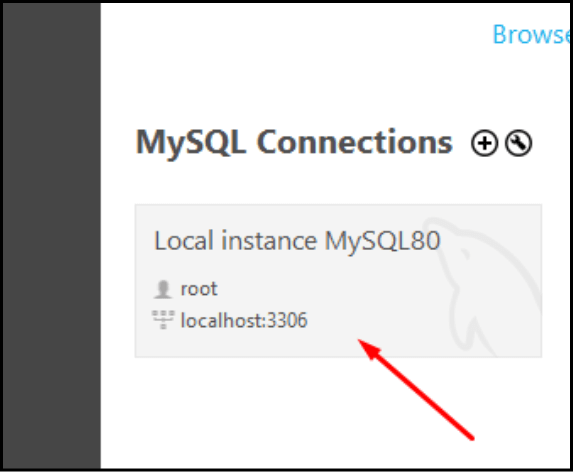 Browse
MySQL Connections
Local instance MySQL80
root
localhost:3306